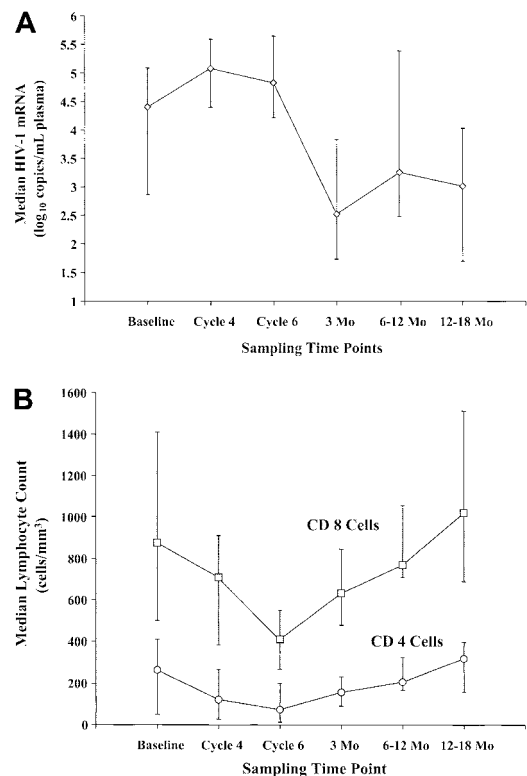 A
Median HIV-1 mRNA
(log10 copies/mL plasma)
6
5.5
5
4.5
4
3.5
3
2.5
2
1.5
1
Baseline Cycle 4 Cycle 6 3 Mo 6-12 Mo 12-18 Mo
Sampling Time Points
B
Median Lymphocyte Count
(cells/mm³)
1600
1400
1200
1000
800
600
400
200
0
CD 8 Cells
CD 4 Cells
Baseline Cycle 4 Cycle 6 3 Mo 6-12 Mo 12-18 Mo
Sampling Time Point